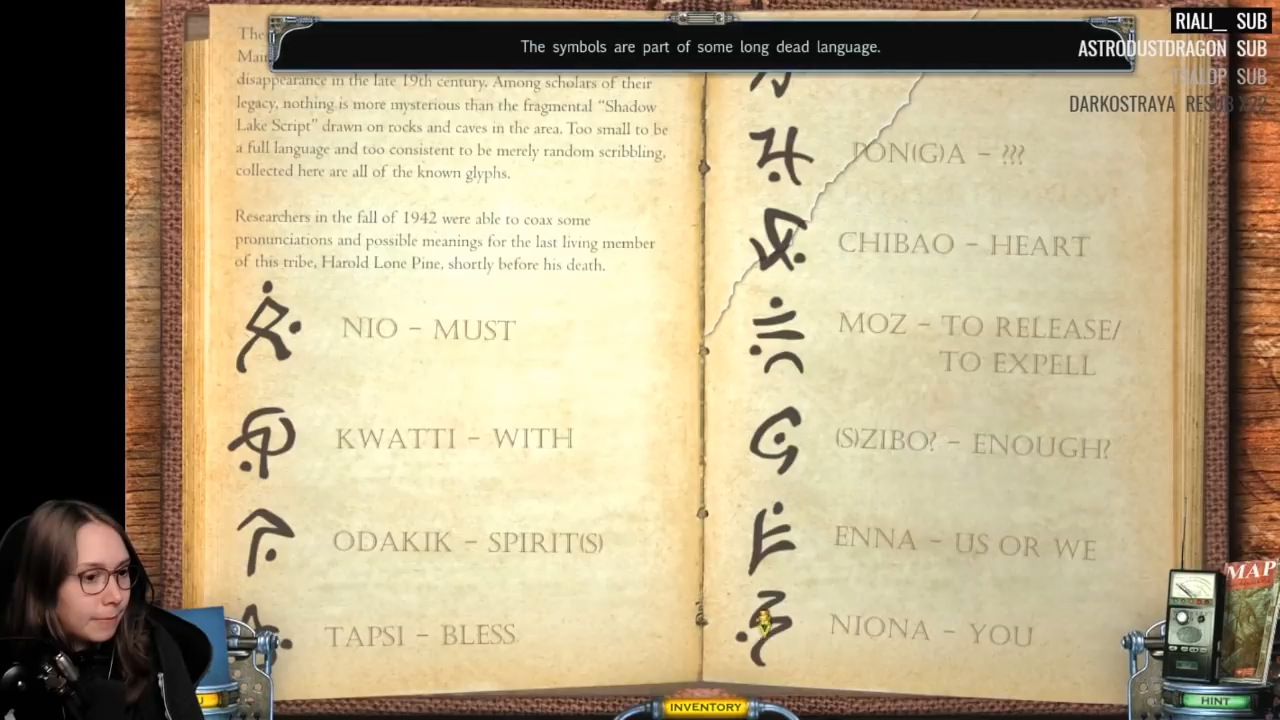 The symbols are part of some long dead language.
RIALI_ SUB
ASTRODUSTDRAGON SUB
SUB
DARKOSTRAYA RESUB
The
disappearance in the late 19th century. Among scholars of their
legacy, nothing is more mysterious than the fragmental "Shadow
Lake Script" drawn on rocks and caves in the area. Too small to be
a full language and too consistent to be merely random scribbling,
collected here are all of the known glyphs.
Researchers in the fall of 1942 were able to coax some
pronunciations and possible meanings for the last living member
of this tribe, Harold Lone Pine, shortly before his death.
NIO – MUST
KWATTI – WITH
ODAKIK – SPIRIT(S)
TAPSI – BLESS
PON(G)A – ???
CHIBAO – HEART
MOZ – TO RELEASE/
TO EXPELL
(S)ZIBO? – ENOUGH?
ENNA – US OR WE
NIONA – YOU
MAP
INVENTORY
HINT